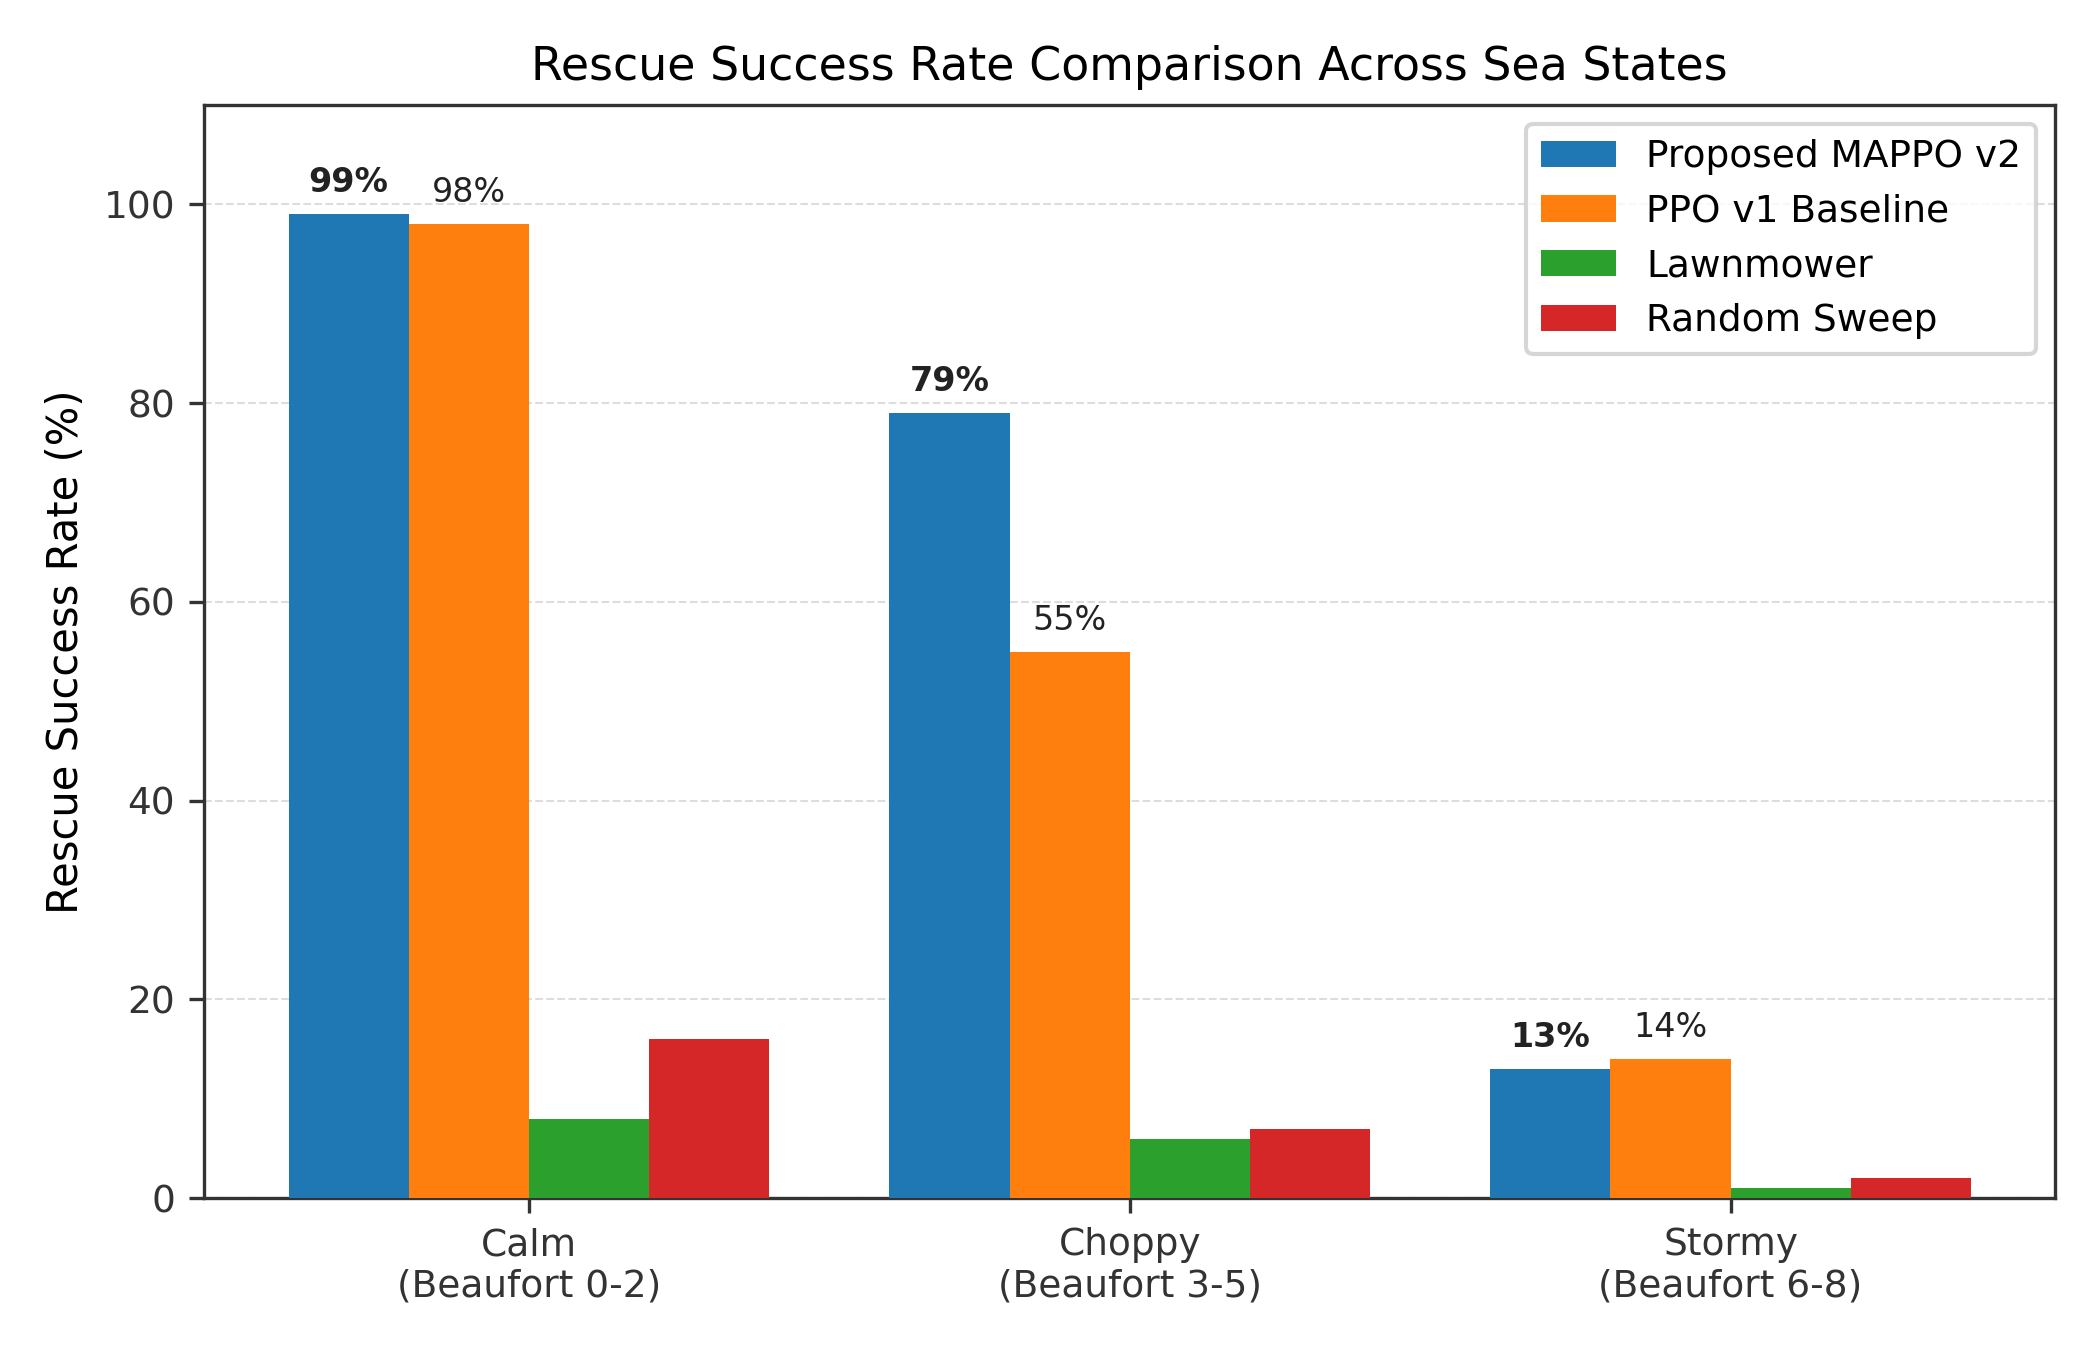 Rescue Success Rate Comparison Across Sea States
Rescue Success Rate (%)
100
80
60
40
20
0
99%
98%
79%
55%
13%
14%
Proposed MAPPO v2
PPO v1 Baseline
Lawnmower
Random Sweep
Calm
(Beaufort 0-2)
Choppy
(Beaufort 3-5)
Stormy
(Beaufort 6-8)